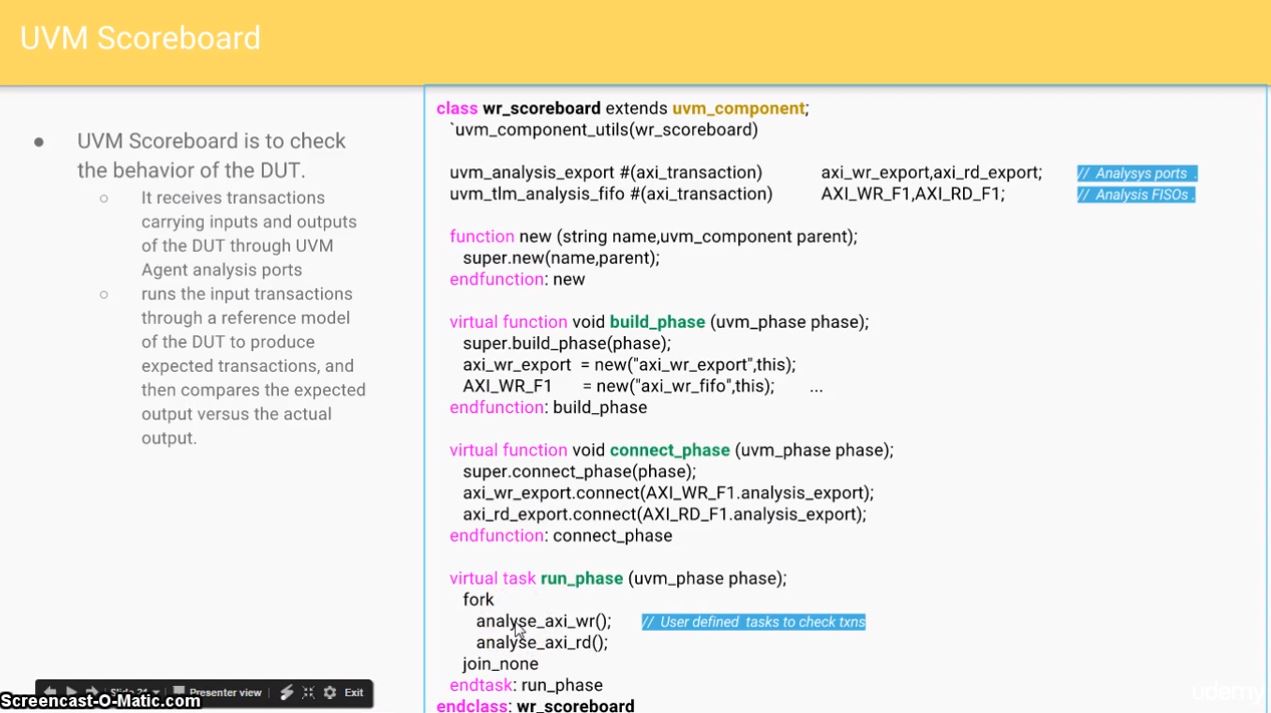 UVM Scoreboard
● UVM Scoreboard is to check
the behavior of the DUT.
○ It receives transactions
carrying inputs and outputs
of the DUT through UVM
Agent analysis ports
○ runs the input transactions
through a reference model
of the DUT to produce
expected transactions, and
then compares the expected
output versus the actual
output.
class wr_scoreboard extends uvm_component;
`uvm_component_utils(wr_scoreboard)
uvm_analysis_export #(axi_transaction) axi_wr_export,axi_rd_export; // Analysys ports .
uvm_tlm_analysis_fifo #(axi_transaction) AXI_WR_F1,AXI_RD_F1; // Analysis FISOs .
function new (string name,uvm_component parent);
super.new(name,parent);
endfunction: new
virtual function void build_phase (uvm_phase phase);
super.build_phase(phase);
axi_wr_export = new("axi_wr_export",this);
AXI_WR_F1 = new("axi_wr_fifo",this); ...
endfunction: build_phase
virtual function void connect_phase (uvm_phase phase);
super.connect_phase(phase);
axi_wr_export.connect(AXI_WR_F1.analysis_export);
axi_rd_export.connect(AXI_RD_F1.analysis_export);
endfunction: connect_phase
virtual task run_phase (uvm_phase phase);
fork
analyse_axi_wr(); // User defined tasks to check txns
analyse_axi_rd();
join_none
endtask: run_phase
endclass: wr_scoreboard
Presenter view Exit
Screencast-O-Matic.com
udemy